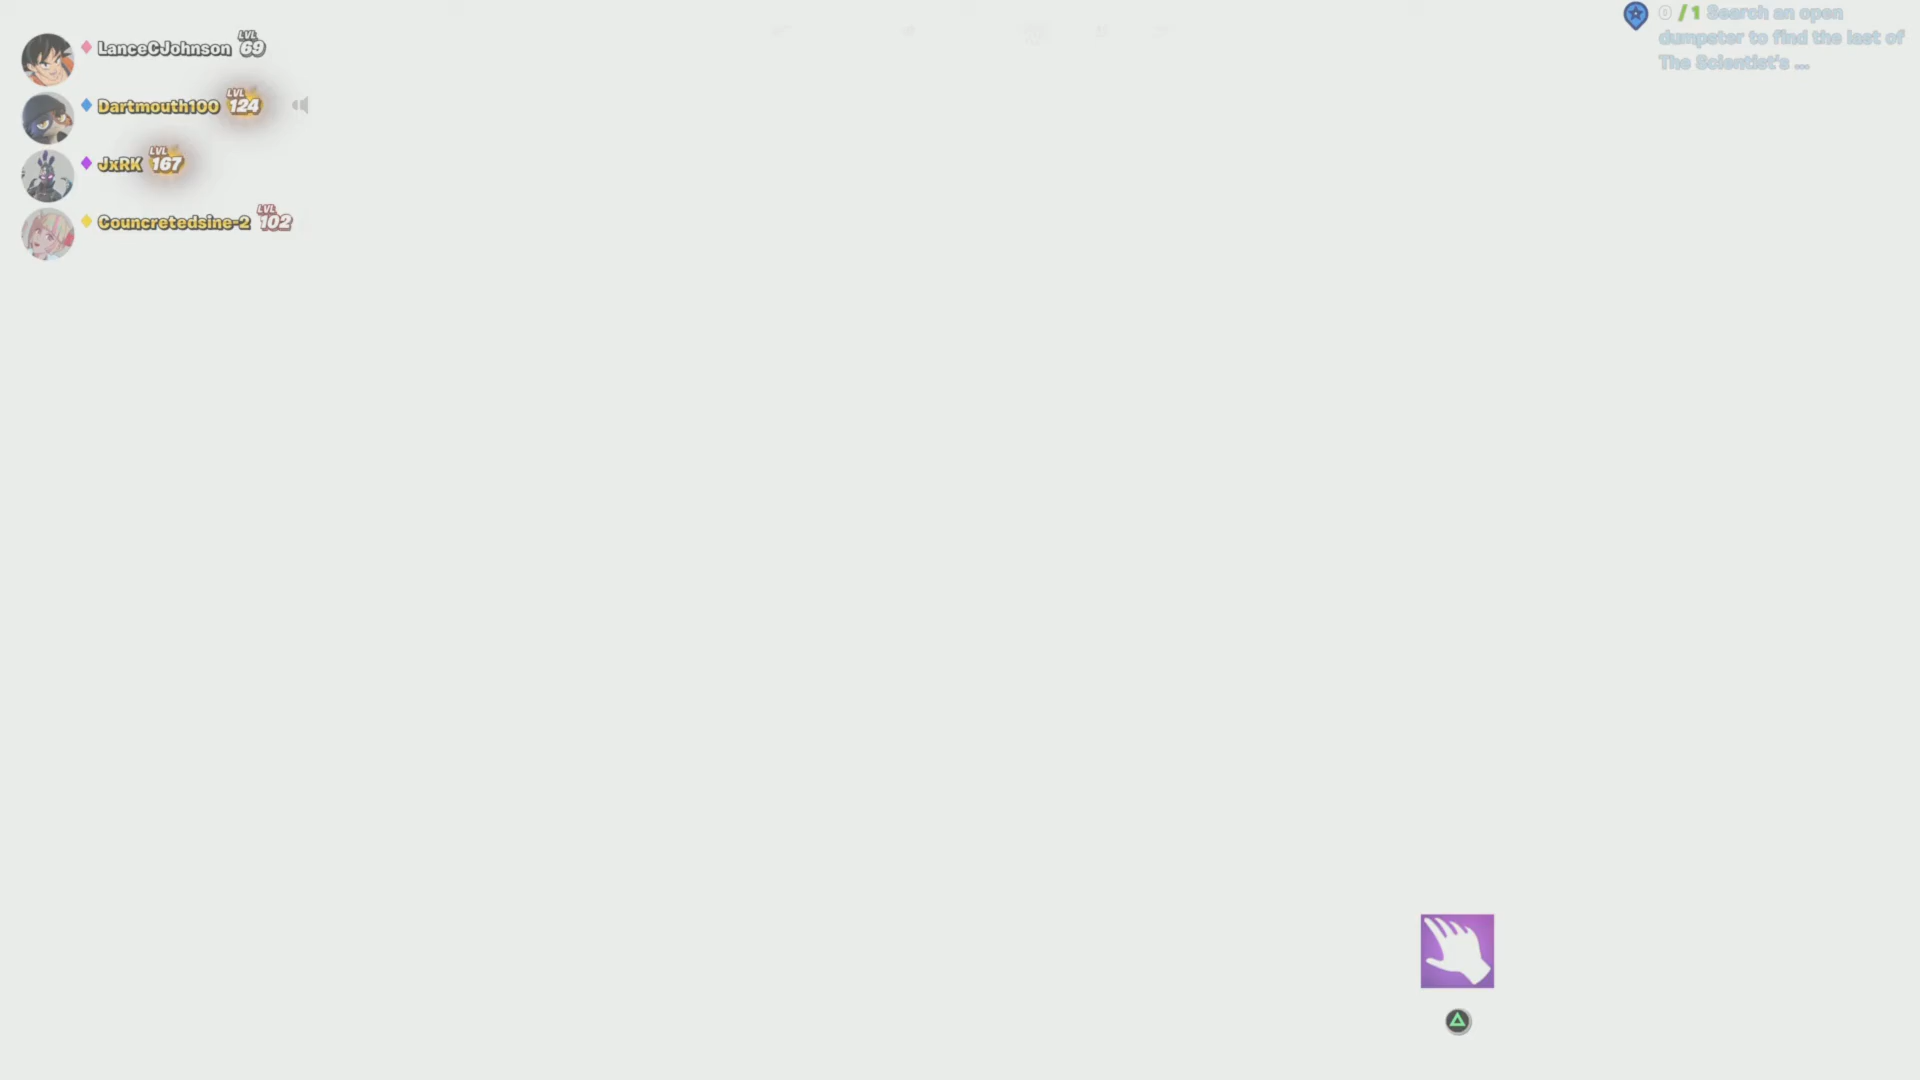 LanceCJohnson LVL 69
Dartmouth100 LVL 124
JxRK LVL 167
Councretedsine-2 LVL 102
0 / 1 Search an open
dumpster to find the last of
The Scientist's ...